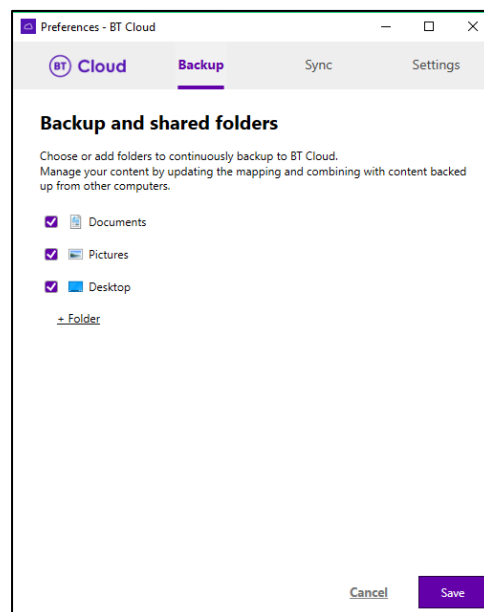 Preferences - BT Cloud
BT Cloud
Backup
Sync
Settings
Backup and shared folders
Choose or add folders to continuously backup to BT Cloud.
Manage your content by updating the mapping and combining with content backed
up from other computers.
Documents
Pictures
Desktop
+ Folder
Cancel
Save